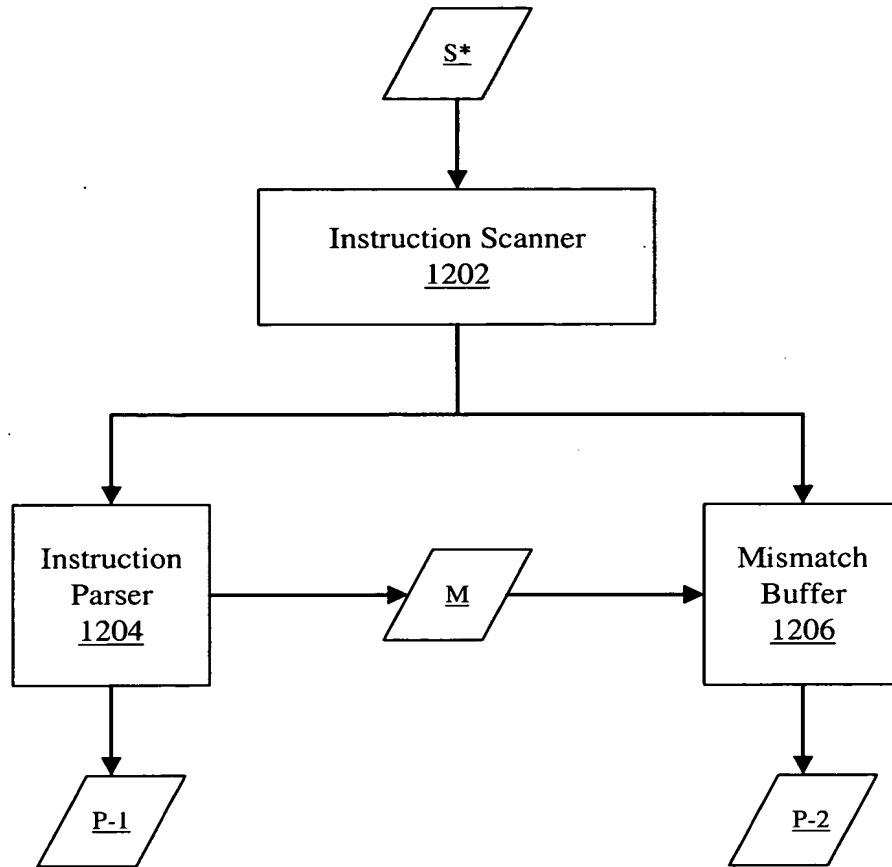 S*
Instruction Scanner
1202
Instruction
Parser
1204
M
Mismatch
Buffer
1206
P-1
P-2